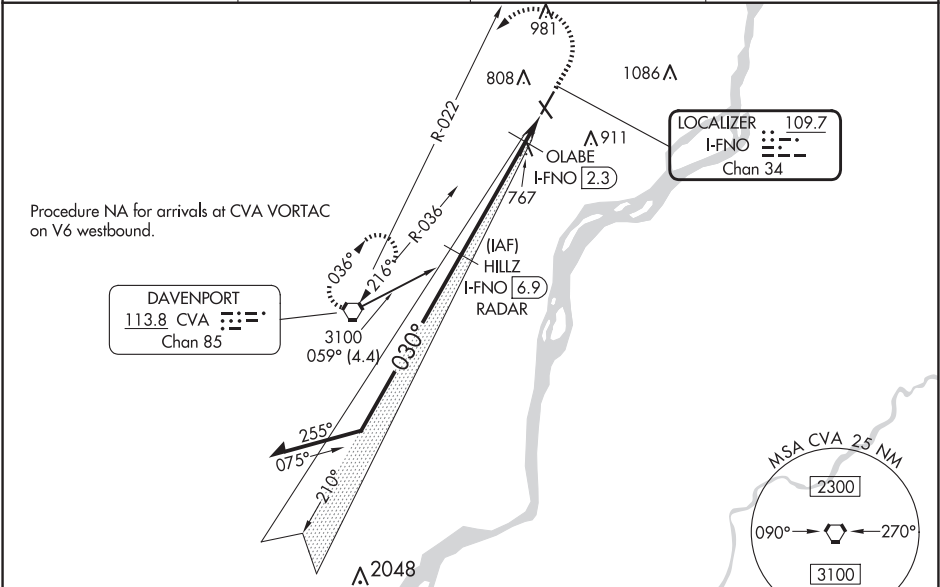 981
808
1086
R-022
LOCALIZER 109.7
I-FNO
Chan 34
911
OLABE
I-FNO 2.3
767
Procedure NA for arrivals at CVA VORTAC
on V6 westbound.
R-036
036°
216°
(IAF)
HILLZ
I-FNO 6.9
RADAR
DAVENPORT
113.8 CVA
Chan 85
3100
059° (4.4)
030°
255°
075°
210°
2048
MSA CVA 25 NM
2300
090°
270°
3100